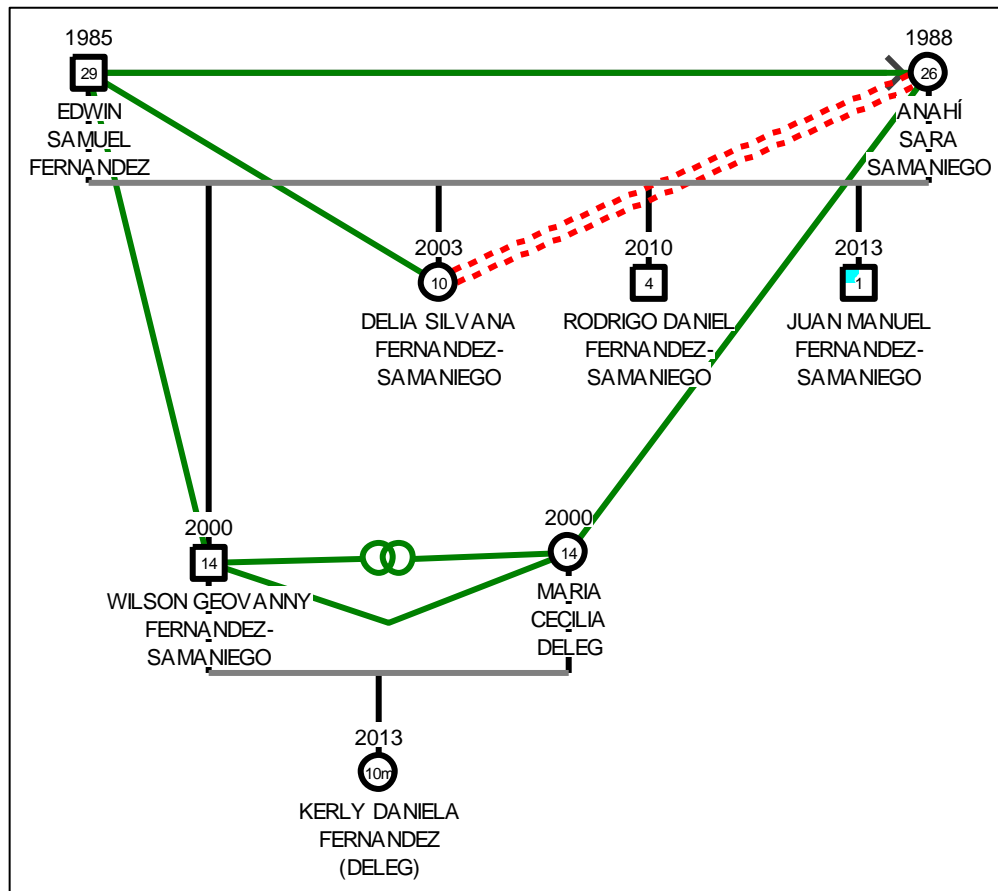 1985
29
EDWIN
SAMUEL
FERNANDEZ
1988
26
ANAHÍ
SARA
SAMANIEGO
2003
10
DELIA SILVANA
FERNANDEZ-
SAMANIEGO
2010
4
RODRIGO DANIEL
FERNANDEZ-
SAMANIEGO
2013
1
JUAN MANUEL
FERNANDEZ-
SAMANIEGO
2000
14
WILSON GEOVANNY
FERNANDEZ-
SAMANIEGO
2000
14
MARIA
CECILIA
DELEG
2013
10m
KERLY DANIELA
FERNANDEZ
(DELEG)